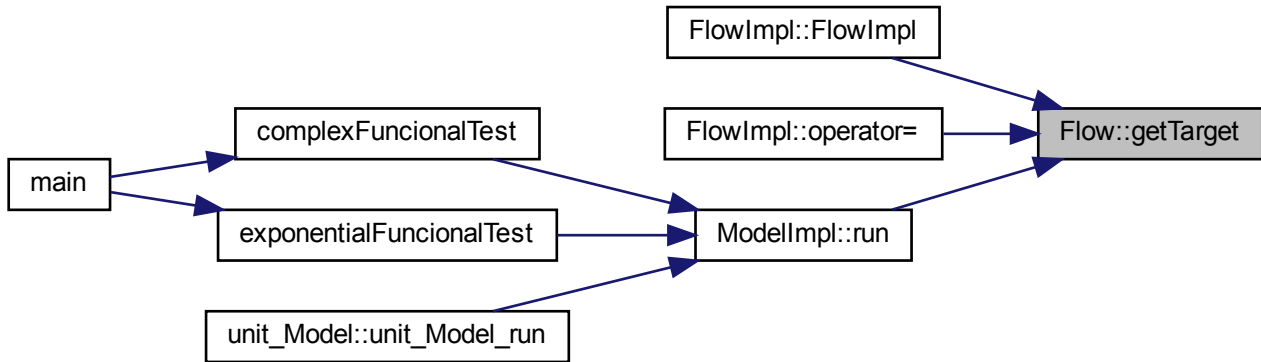 FlowImpl::FlowImpl
complexFuncionalTest
FlowImpl::operator=
Flow::getTarget
main
exponentialFuncionalTest
ModelImpl::run
unit_Model::unit_Model_run